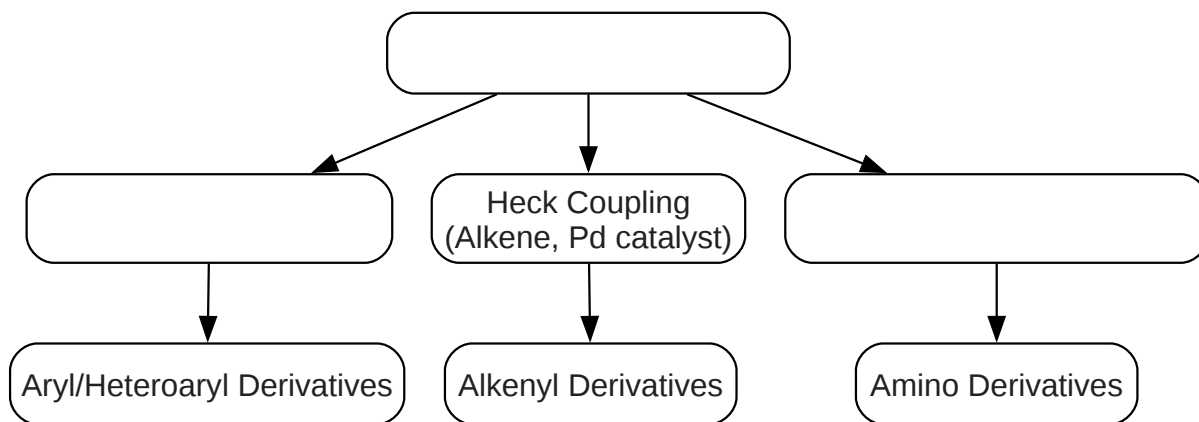 Heck Coupling
(Alkene, Pd catalyst)
Aryl/Heteroaryl Derivatives
Alkenyl Derivatives
Amino Derivatives